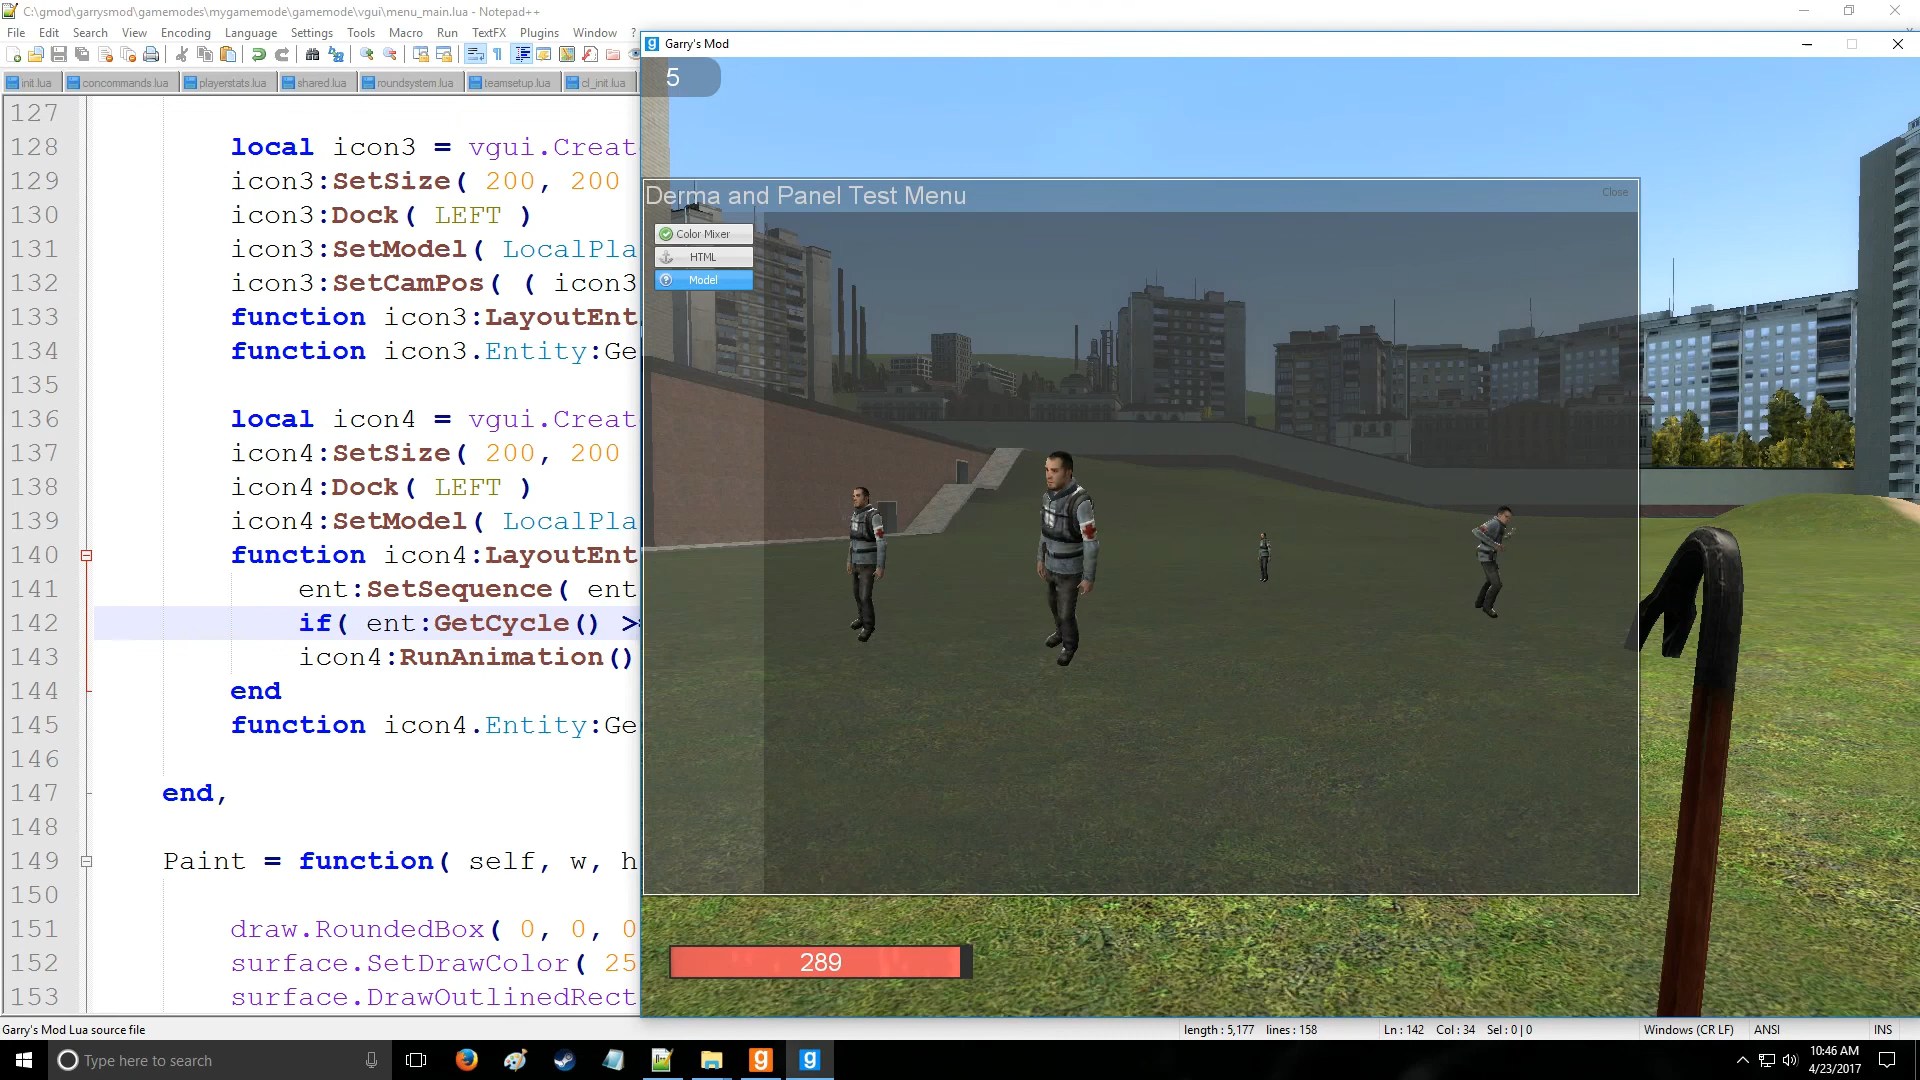 C:\gmod\garrysmod\gamemodes\mygamemode\gamemode\vgui\menu_main.lua - Notepad++
File Edit Search View Encoding Language Settings Tools Macro Run TextFX Plugins Window ?
init.lua concommands.lua playerstats.lua shared.lua roundsystem.lua teamsetup.lua cl_init.lua
127
128 local icon3 = vgui.Creat
129 icon3:SetSize( 200, 200
130 icon3:Dock( LEFT )
131 icon3:SetModel( LocalPla
132 icon3:SetCamPos( ( icon3
133 function icon3:LayoutEnt
134 function icon3.Entity:Ge
135
136 local icon4 = vgui.Creat
137 icon4:SetSize( 200, 200
138 icon4:Dock( LEFT )
139 icon4:SetModel( LocalPla
140 function icon4:LayoutEnt
141 ent:SetSequence( ent
142 if( ent:GetCycle() >
143 icon4:RunAnimation()
144 end
145 function icon4.Entity:Ge
146
147 end,
148
149 Paint = function( self, w, h
150
151 draw.RoundedBox( 0, 0, 0
152 surface.SetDrawColor( 25
153 surface.DrawOutlinedRect
Garry's Mod
5
Derma and Panel Test Menu
Close
Color Mixer
HTML
Model
289
Garry's Mod Lua source file length : 5,177 lines : 158 Ln : 142 Col : 34 Sel : 0 | 0 Windows (CR LF) ANSI INS
Type here to search
10:46 AM
4/23/2017